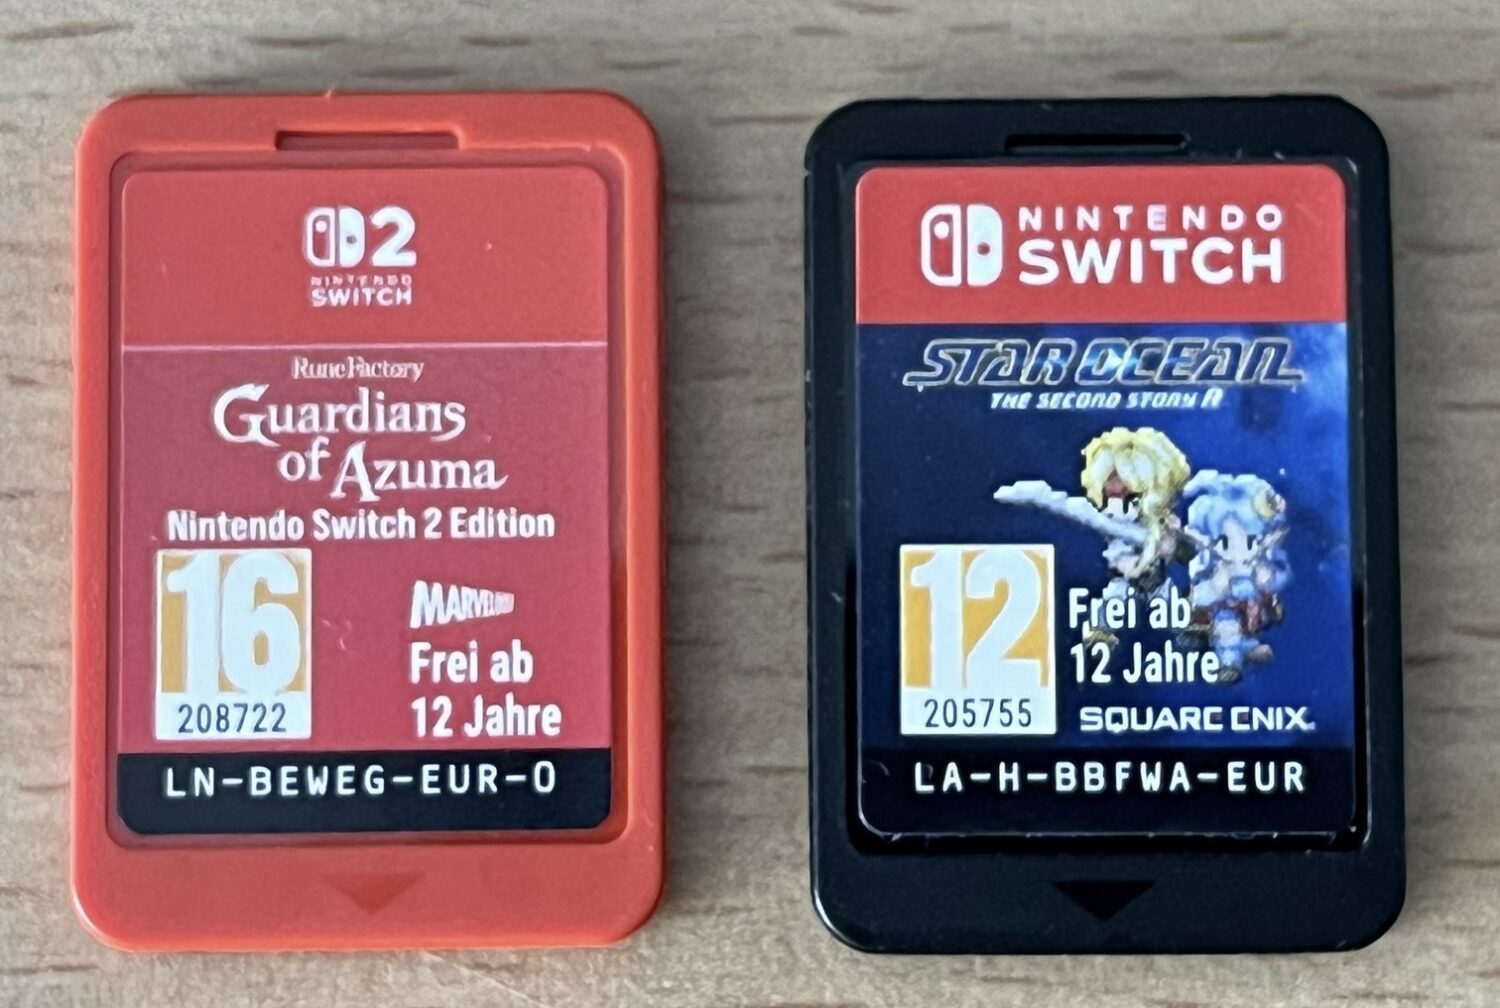 2
NINTENDO
SWITCH
Rune Factory
Guardians
of Azuma
Nintendo Switch 2 Edition
16
208722
MARVELOUS
Frei ab
12 Jahre
LN-BEWEG-EUR-0
NINTENDO
SWITCH
STAR OCEAN
THE SECOND STORY R
12
205755
Frei ab
12 Jahre
SQUARE ENIX
LA-H-BBFWA-EUR